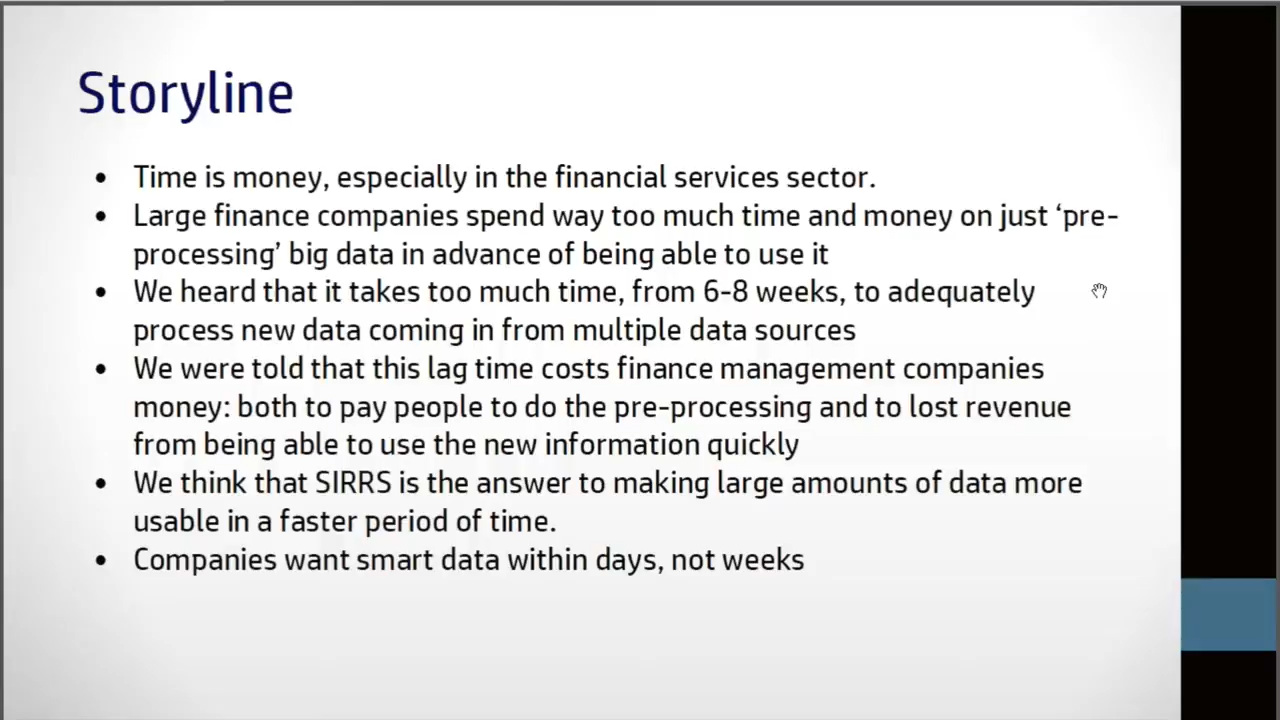 Storyline
• Time is money, especially in the financial services sector.
• Large finance companies spend way too much time and money on just ‘pre-
processing’ big data in advance of being able to use it
• We heard that it takes too much time, from 6-8 weeks, to adequately
process new data coming in from multiple data sources
• We were told that this lag time costs finance management companies
money: both to pay people to do the pre-processing and to lost revenue
from being able to use the new information quickly
• We think that SIRRS is the answer to making large amounts of data more
usable in a faster period of time.
• Companies want smart data within days, not weeks